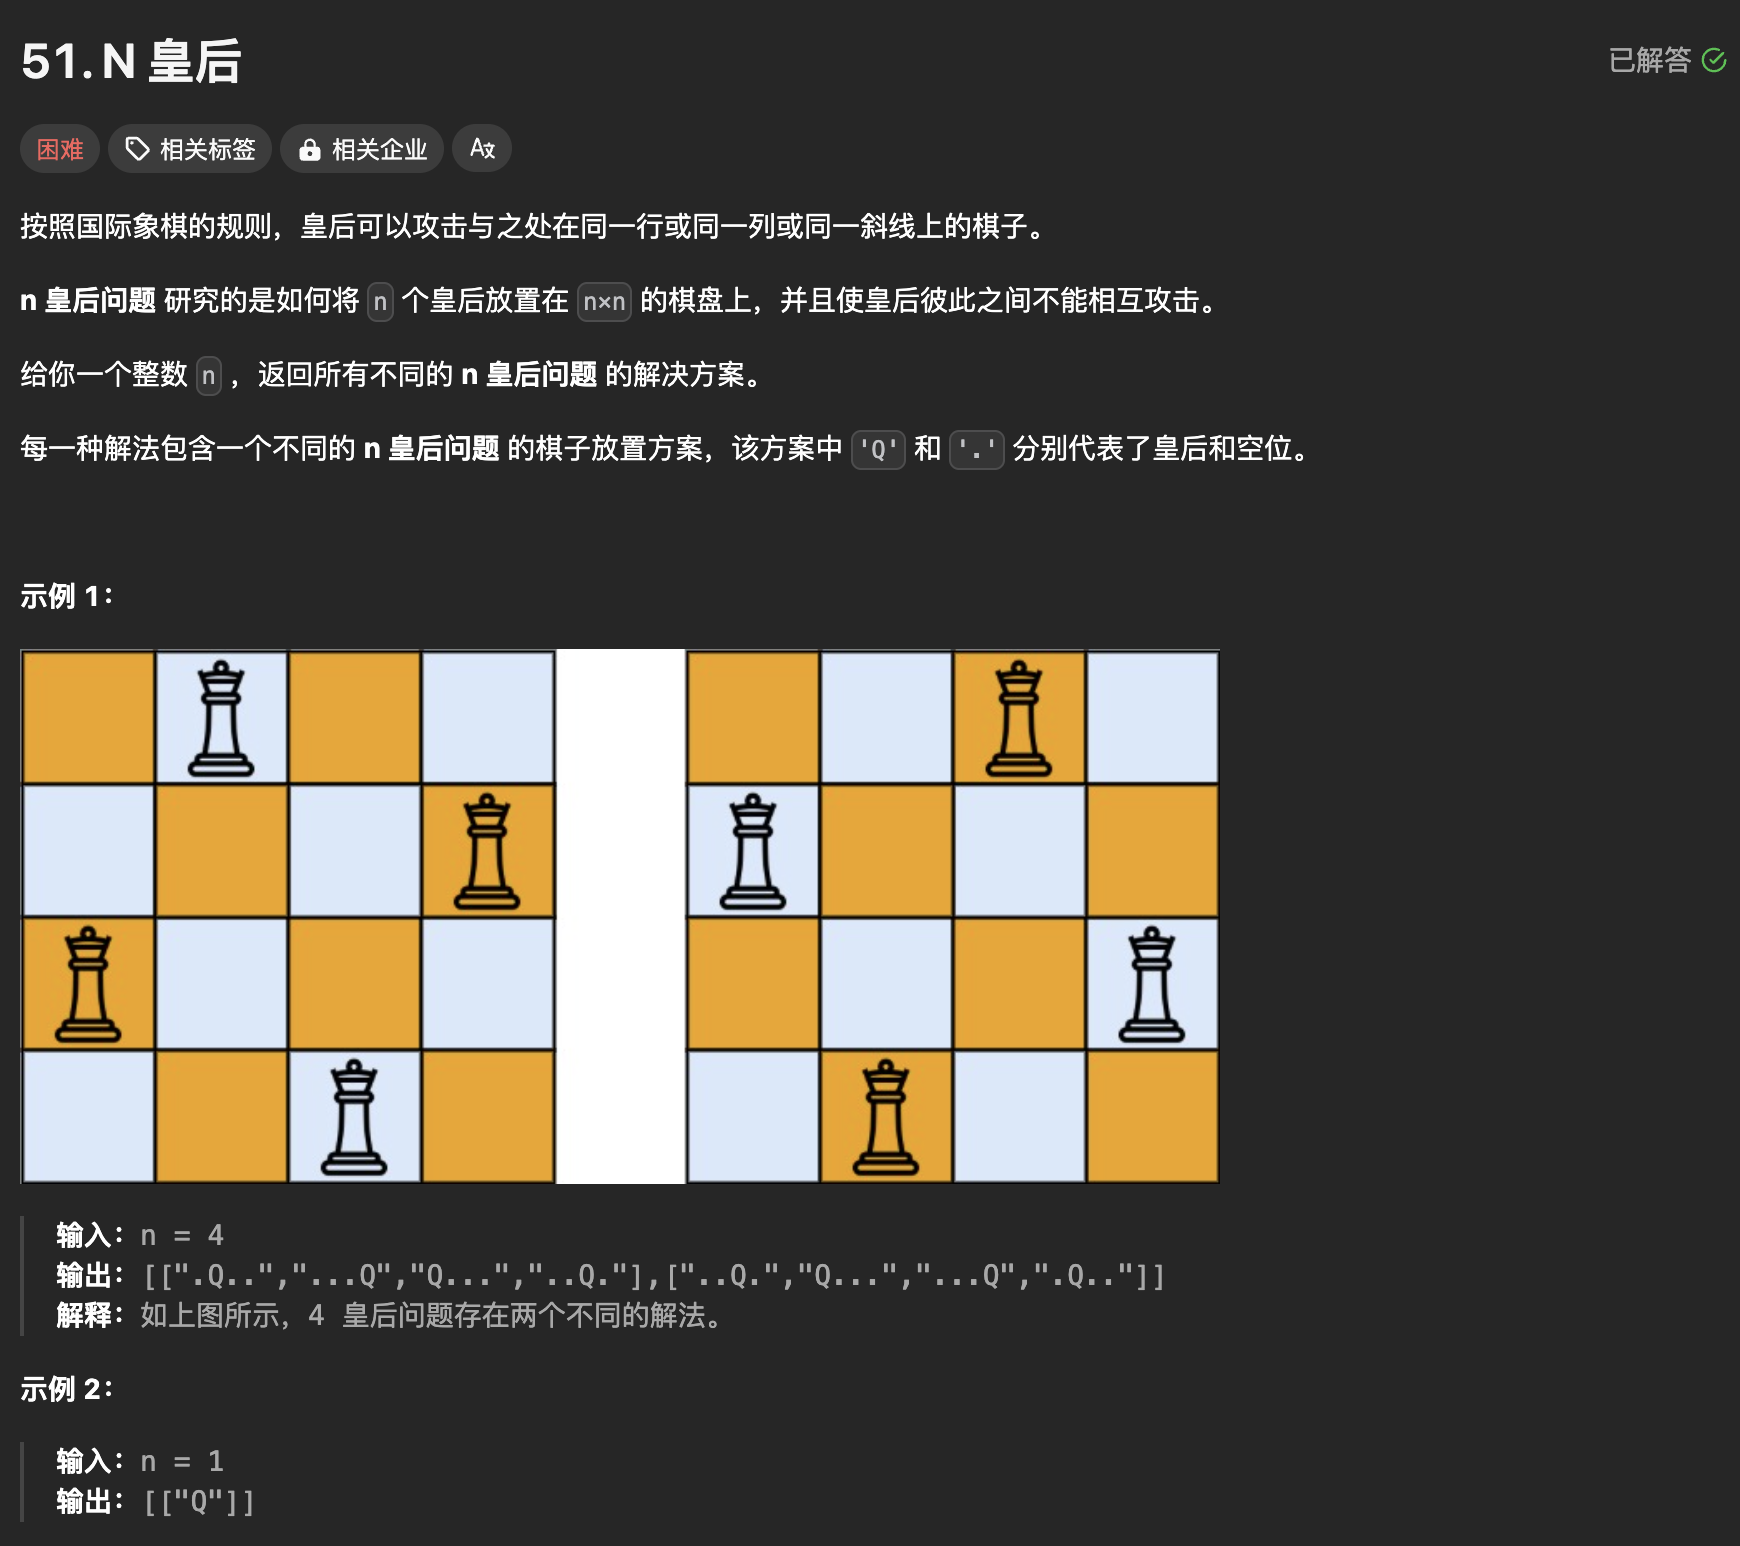 51. N 皇后
已解答
困难 相关标签 相关企业
按照国际象棋的规则，皇后可以攻击与之处在同一行或同一列或同一斜线上的棋子。
n 皇后问题 研究的是如何将 n 个皇后放置在 n×n 的棋盘上，并且使皇后彼此之间不能相互攻击。
给你一个整数 n ，返回所有不同的 n 皇后问题 的解决方案。
每一种解法包含一个不同的 n 皇后问题 的棋子放置方案，该方案中 'Q' 和 '.' 分别代表了皇后和空位。
示例 1：
输入：n = 4
输出：[[".Q..","...Q","Q...","..Q."],["..Q.","Q...","...Q",".Q.."]]
解释：如上图所示，4 皇后问题存在两个不同的解法。
示例 2：
输入：n = 1
输出：[["Q"]]